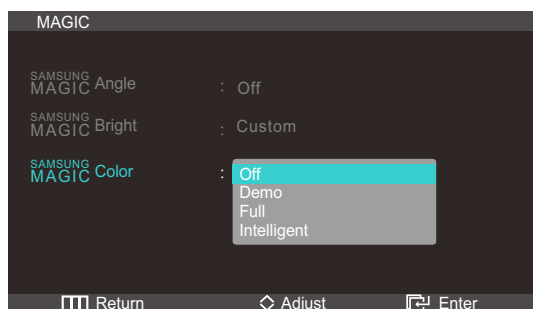 MAGIC
SAMSUNG MAGIC Angle : Off
SAMSUNG MAGIC Bright : Custom
SAMSUNG MAGIC Color : Off
Demo
Full
Intelligent
Return Adjust Enter